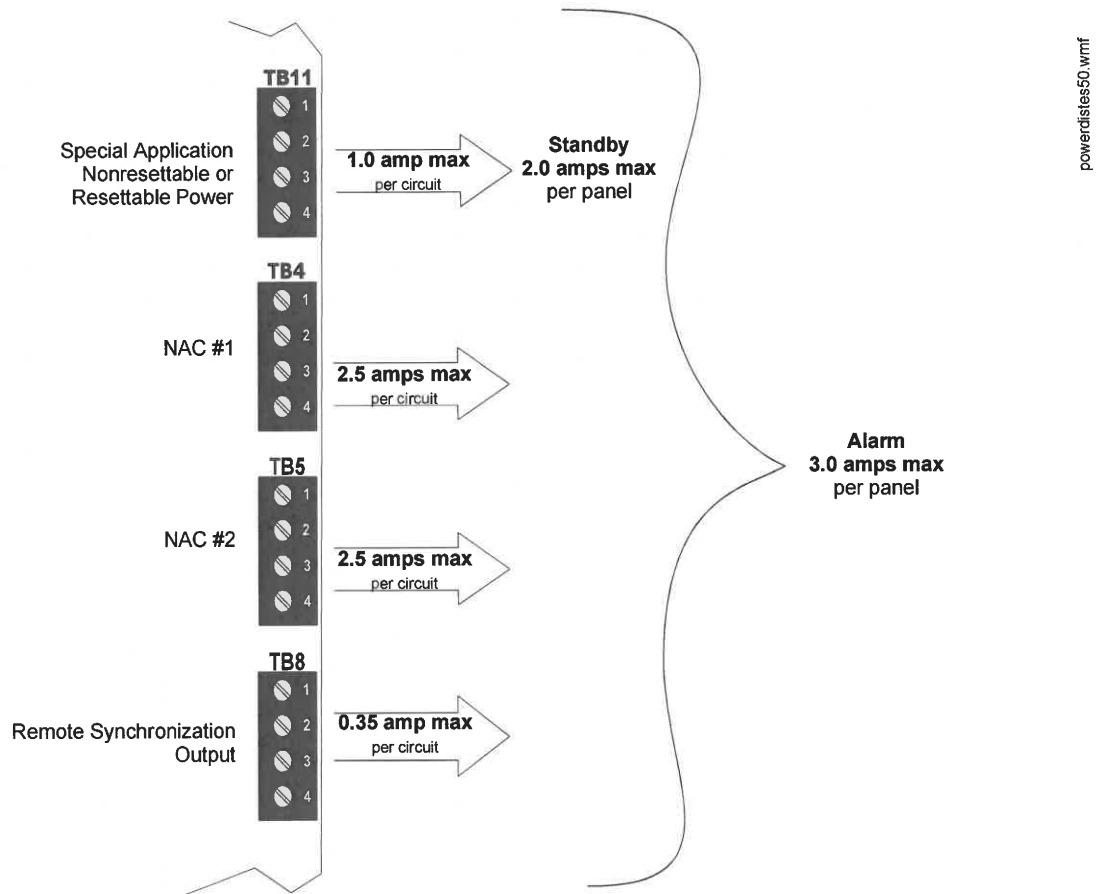 powerdistes50.wmf
TB11
1
2
3
4
Special Application
Nonresettable or
Resettable Power
1.0 amp max
per circuit
Standby
2.0 amps max
per panel
TB4
1
2
3
4
NAC #1
2.5 amps max
per circuit
Alarm
3.0 amps max
per panel
TB5
1
2
3
4
NAC #2
2.5 amps max
per circuit
TB8
1
2
3
4
Remote Synchronization
Output
0.35 amp max
per circuit